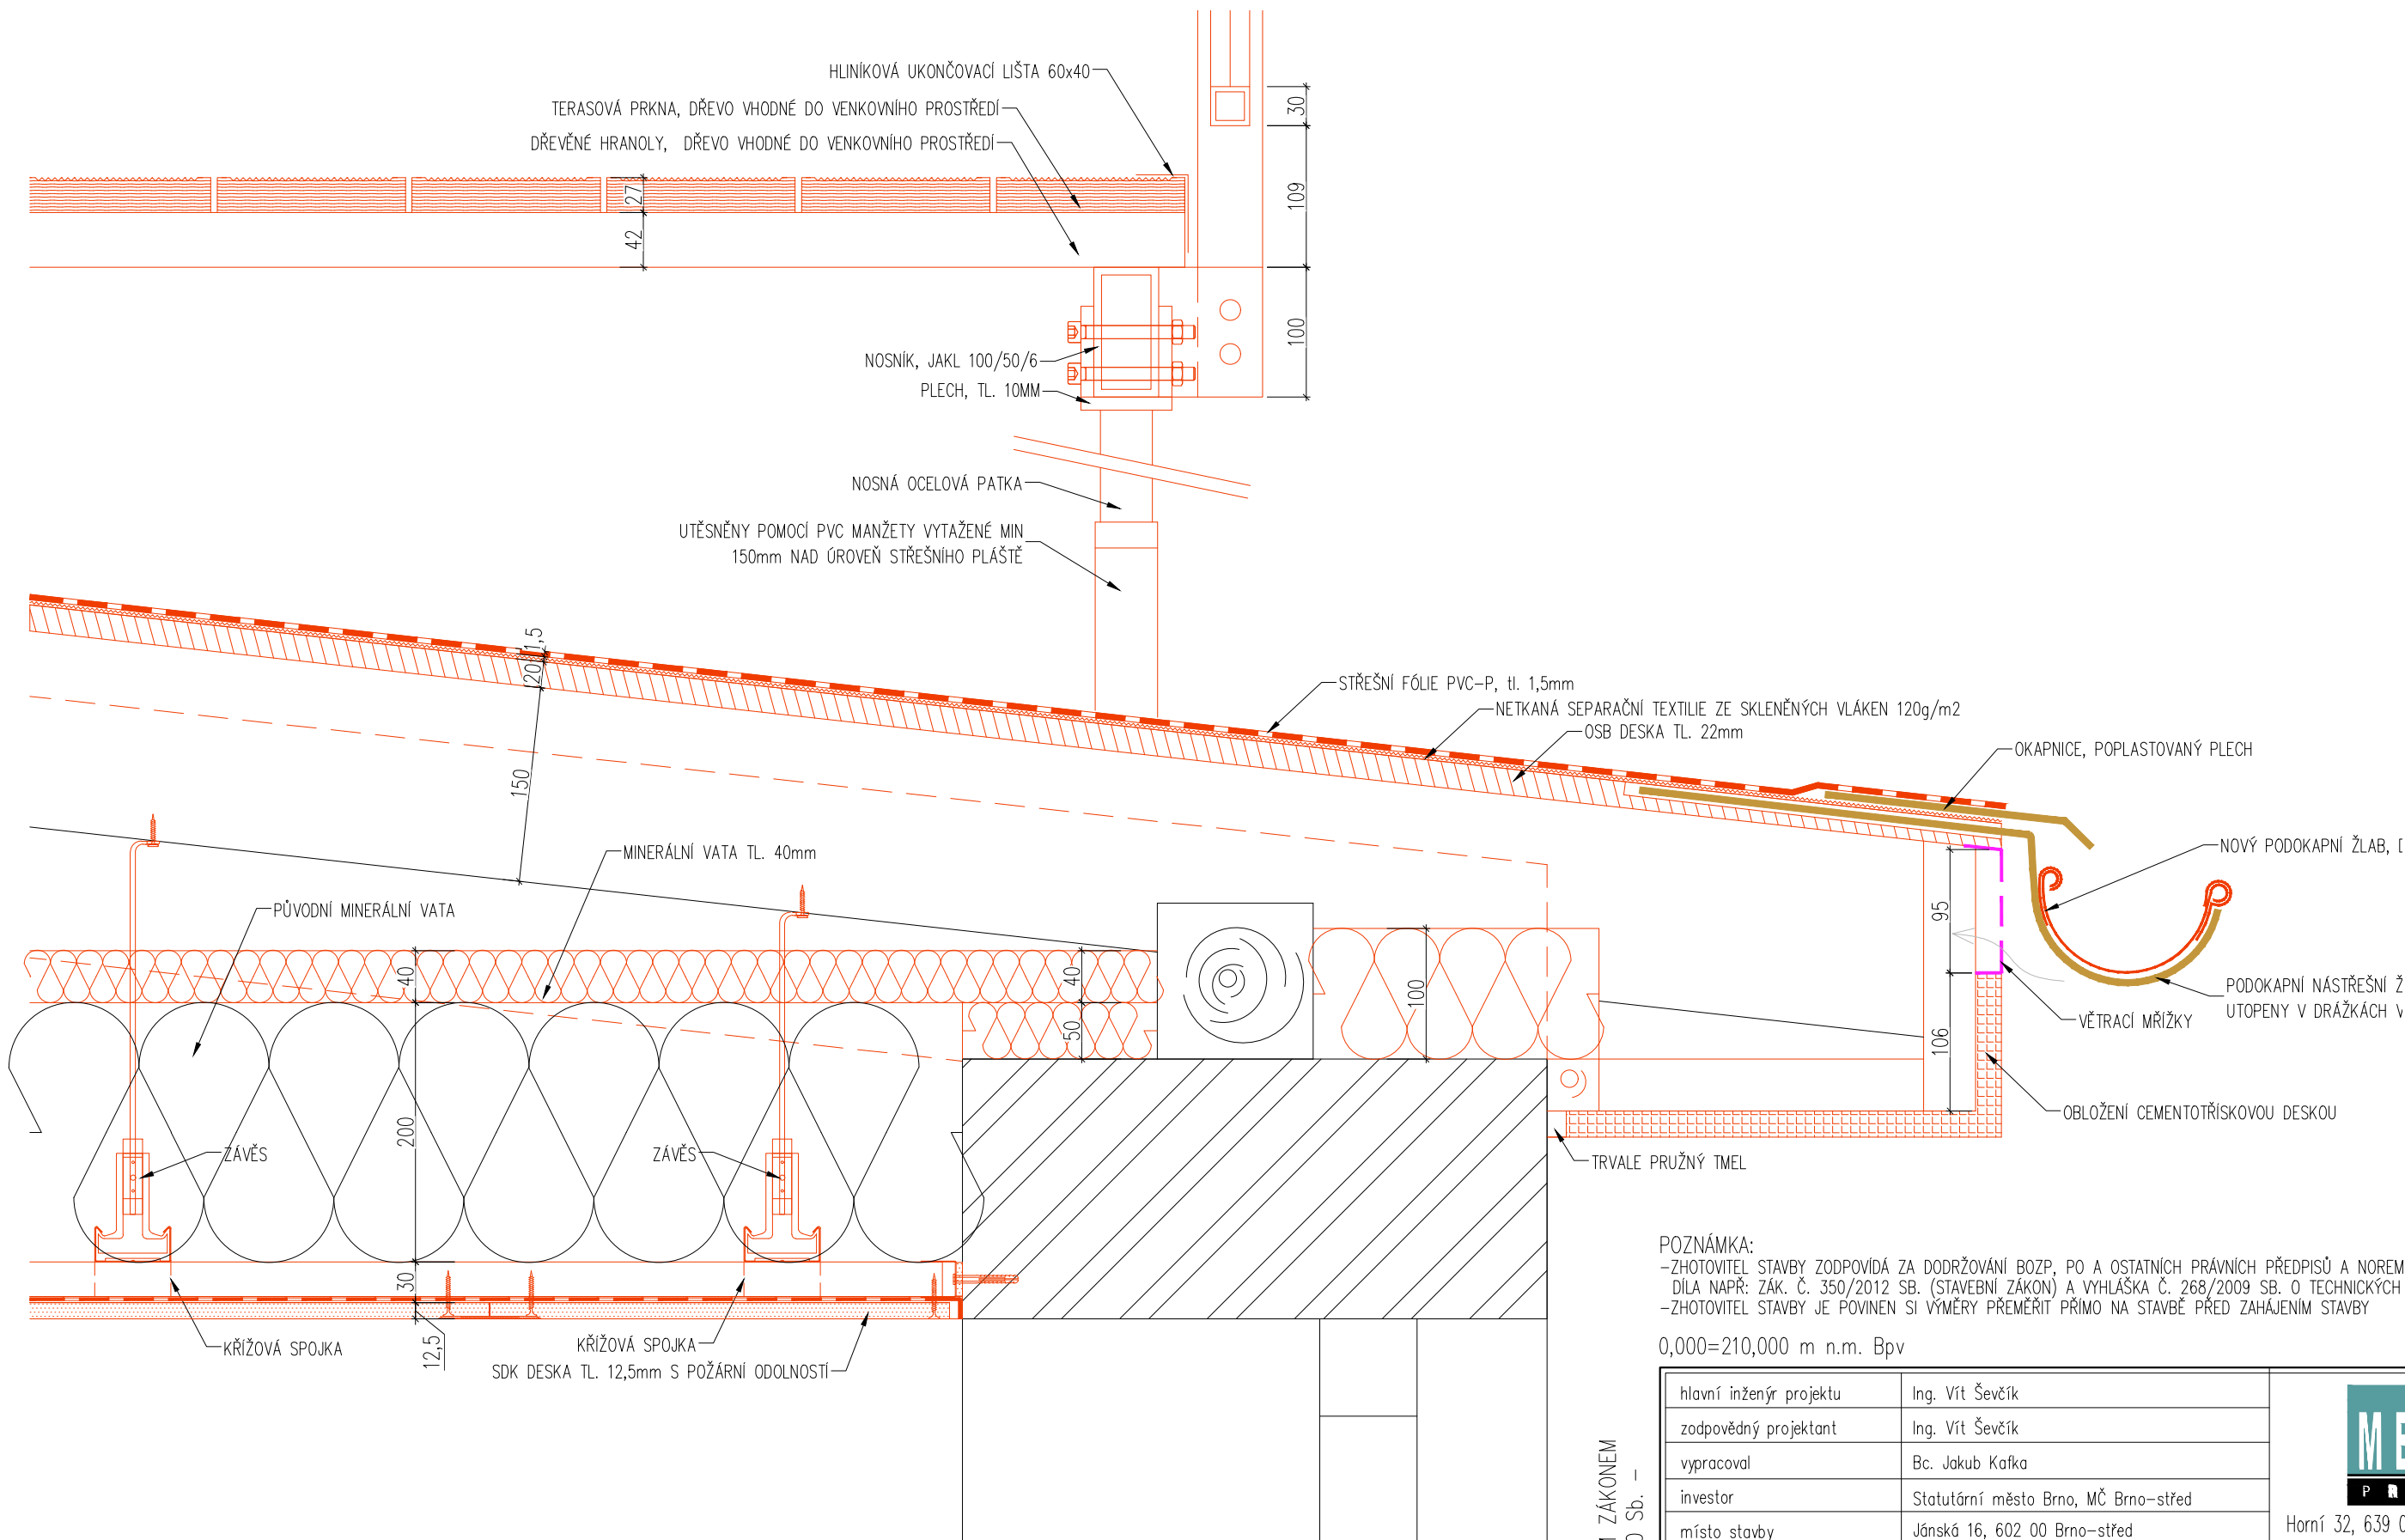 HLINÍKOVÁ UKONČOVACÍ LIŠTA 60x40
TERASOVÁ PRKNA, DŘEVO VHODNÉ DO VENKOVNÍHO PROSTŘEDÍ
DŘEVĚNÉ HRANOLY, DŘEVO VHODNÉ DO VENKOVNÍHO PROSTŘEDÍ
30
109
100
27
42
NOSNÍK, JAKL 100/50/6
PLECH, TL. 10MM
NOSNÁ OCELOVÁ PATKA
UTĚSNĚNY POMOCÍ PVC MANŽETY VYTAŽENÉ MIN
150mm NAD ÚROVEŇ STŘEŠNÍHO PLÁŠTĚ
1,5
20
150
STŘEŠNÍ FÓLIE PVC-P, tl. 1,5mm
NETKANÁ SEPARAČNÍ TEXTILIE ZE SKLENĚNÝCH VLÁKEN 120g/m2
OSB DESKA TL. 22mm
OKAPNICE, POPLASTOVANÝ PLECH
NOVÝ PODOKAPNÍ ŽLAB,
MINERÁLNÍ VATA TL. 40mm
PŮVODNÍ MINERÁLNÍ VATA
40
40
50
100
95
106
200
30
12,5
PODOKAPNÍ NÁSTŘEŠNÍ
UTOPENY V DRÁŽKÁCH
VĚTRACÍ MŘÍŽKY
OBLOŽENÍ CEMENTOTŘÍSKOVOU DESKOU
ZÁVĚS
ZÁVĚS
TRVALE PRUŽNÝ TMEL
KŘÍŽOVÁ SPOJKA
KŘÍŽOVÁ SPOJKA
SDK DESKA TL. 12,5mm S POŽÁRNÍ ODOLNOSTÍ
POZNÁMKA:
-ZHOTOVITEL STAVBY ZODPOVÍDÁ ZA DODRŽOVÁNÍ BOZP, PO A OSTATNÍCH PRÁVNÍCH PŘEDPISŮ A NOREM
DÍLA NAPŘ: ZÁK. Č. 350/2012 SB. (STAVEBNÍ ZÁKON) A VYHLÁŠKA Č. 268/2009 SB. O TECHNICKÝCH
-ZHOTOVITEL STAVBY JE POVINEN SI VÝMĚRY PŘEMĚŘIT PŘÍMO NA STAVBĚ PŘED ZAHÁJENÍM STAVBY
0,000=210,000 m n.m. Bpv
hlavní inženýr projektu Ing. Vít Ševčík
zodpovědný projektant Ing. Vít Ševčík
vypracoval Bc. Jakub Kafka
investor Statutární město Brno, MČ Brno-střed
místo stavby Jánská 16, 602 00 Brno-střed
Horní 32, 639
ZÁKONEM
Sb. -